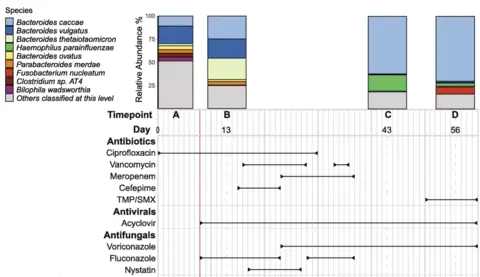 Species
Bacteroides caccae
Bacteroides vulgatus
Bacteroides thetaiotaomicron
Haemophilus parainfluenzae
Bacteroides ovatus
Parabacteroides merdae
Fusobacterium nucleatum
Clostridium sp. AT4
Bilophila wadsworthia
Others classified at this level
Relative Abundance %
100
75
50
25
Timepoint A B C D
Day 0 13 43 56
Antibiotics
Ciprofloxacin
Vancomycin
Meropenem
Cefepime
TMP/SMX
Antivirals
Acyclovir
Antifungals
Voriconazole
Fluconazole
Nystatin